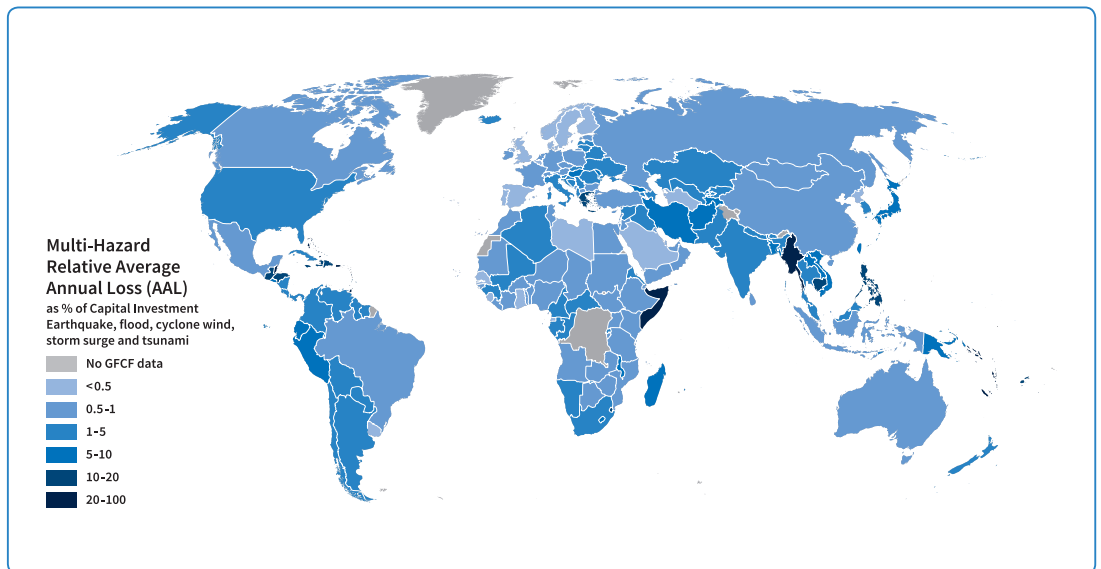 Multi-Hazard
Relative Average
Annual Loss (AAL)
as % of Capital Investment
Earthquake, flood, cyclone wind,
storm surge and tsunami
No GFCF data
<0.5
0.5-1
1-5
5-10
10-20
20-100